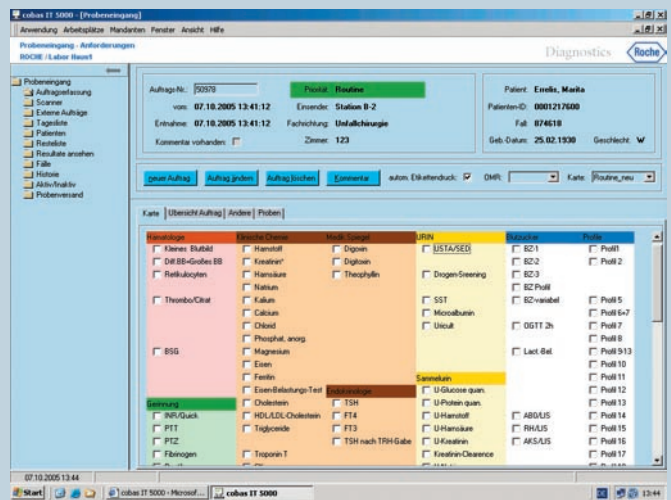 cobas IT 5000 - [Probeneingang]
Anwendung Arbeitsplätze Mandanten Fenster Ansicht Hilfe
Probeneingang - Anforderungen
ROCHE / Labor Haus1
Diagnostics
Roche
Probeneingang
Auftragserfassung
Scanner
Externe Aufträge
Tagesliste
Patienten
Resteliste
Resultate ansehen
Fälle
Historie
Aktiv/Inaktiv
Probenversand
Auftrags-Nr.: 50978 Priorität: Routine
vom: 07.10.2005 13:41:12 Einsender: Station B-2
Entnahme: 07.10.2005 13:41:12 Fachrichtung: Unfallchirurgie
Kommentar vorhanden: Zimmer: 123
Patient: Errelis, Marita
Patienten-ID: 0001217600
Fall: 874618
Geb.-Datum: 25.02.1930 Geschlecht: W
neuer Auftrag Auftrag ändern Auftrag löschen Kommentar autom. Etikettendruck: OMR: Karte: Routine_neu
Karte Übersicht Auftrag Andere Proben
Hämatologie
Kleines Blutbild
Diff.BB=Großes BB
Retikulocyten
Thrombo/Citrat
BSG
Gerinnung
INR/Quick
PTT
PTZ
Fibrinogen
Klinische Chemie
Harnstoff
Kreatinin*
Harnsäure
Natrium
Kalium
Calcium
Chlorid
Phosphat, anorg.
Magnesium
Eisen
Ferritin
Eisen-Belastungs-Test
Cholesterin
HDL/LDL-Cholesterin
Triglyceride
Troponin T
Medik.Spiegel
Digoxin
Digitoxin
Theophyllin
Endokrinologie
TSH
FT4
FT3
TSH nach TRH-Gabe
URIN
USTA/SED
Drogen-Sreening
SST
Microalbumin
Uricult
Sammelurin
U-Glucose quan.
U-Protein quan.
U-Harnstoff
U-Harnsäure
U-Kreatinin
Kreatinin-Clearence
Blutzucker
BZ-1
BZ-2
BZ-3
BZ Profil
BZ-variabel
OGTT 2h
Lact.-Bel.
AB0/LIS
RH/LIS
AKS/LIS
Profile
Profil1
Profil 2
Profil 5
Profil 6+7
Profil 7
Profil 8
Profil 9-13
Profil 10
Profil 11
Profil 12
Profil 13
Profil 14
Profil 15
Profil 16
Profil 17
07.10.2005 13:44
Start cobas IT 5000 - Microsof... cobas IT 5000 DE 13:44